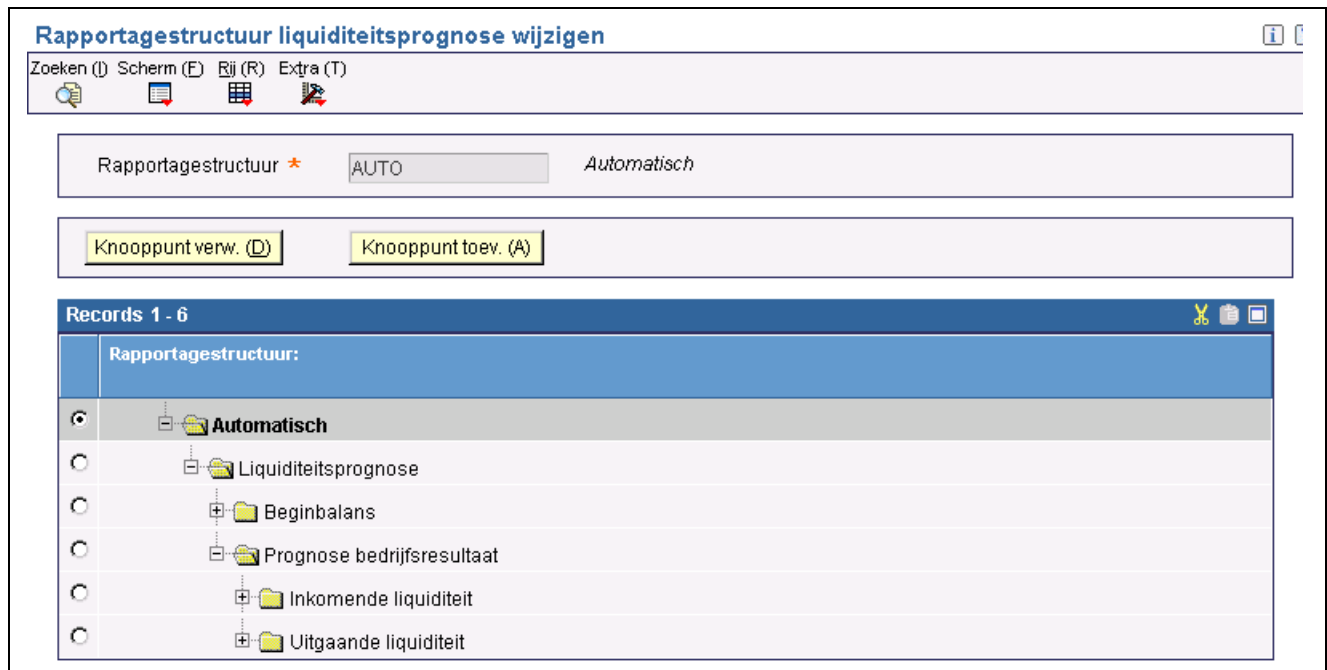 Rapportagestructuur liquiditeitsprognose wijzigen
Zoeken (I) Scherm (F) Rij (R) Extra (T)
Rapportagestructuur * AUTO Automatisch
Knooppunt verw. (D) Knooppunt toev. (A)
Records 1 - 6
Rapportagestructuur:
Automatisch
Liquiditeitsprognose
Beginbalans
Prognose bedrijfsresultaat
Inkomende liquiditeit
Uitgaande liquiditeit